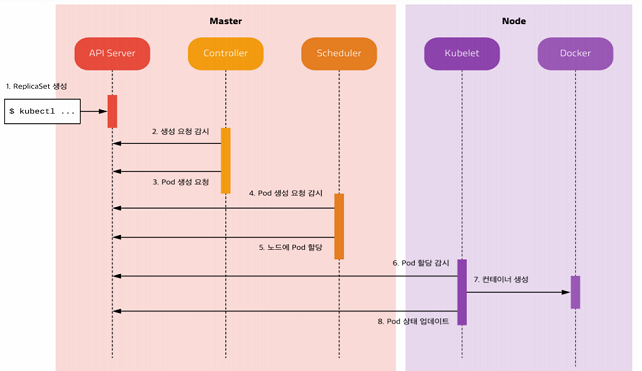 Master
Node
API Server
Controller
Scheduler
Kubelet
Docker
1. ReplicaSet 생성
$ kubectl ...
2. 생성 요청 감시
3. Pod 생성 요청
4. Pod 생성 요청 감시
5. 노드에 Pod 할당
6. Pod 할당 감시
7. 컨테이너 생성
8. Pod 상태 업데이트